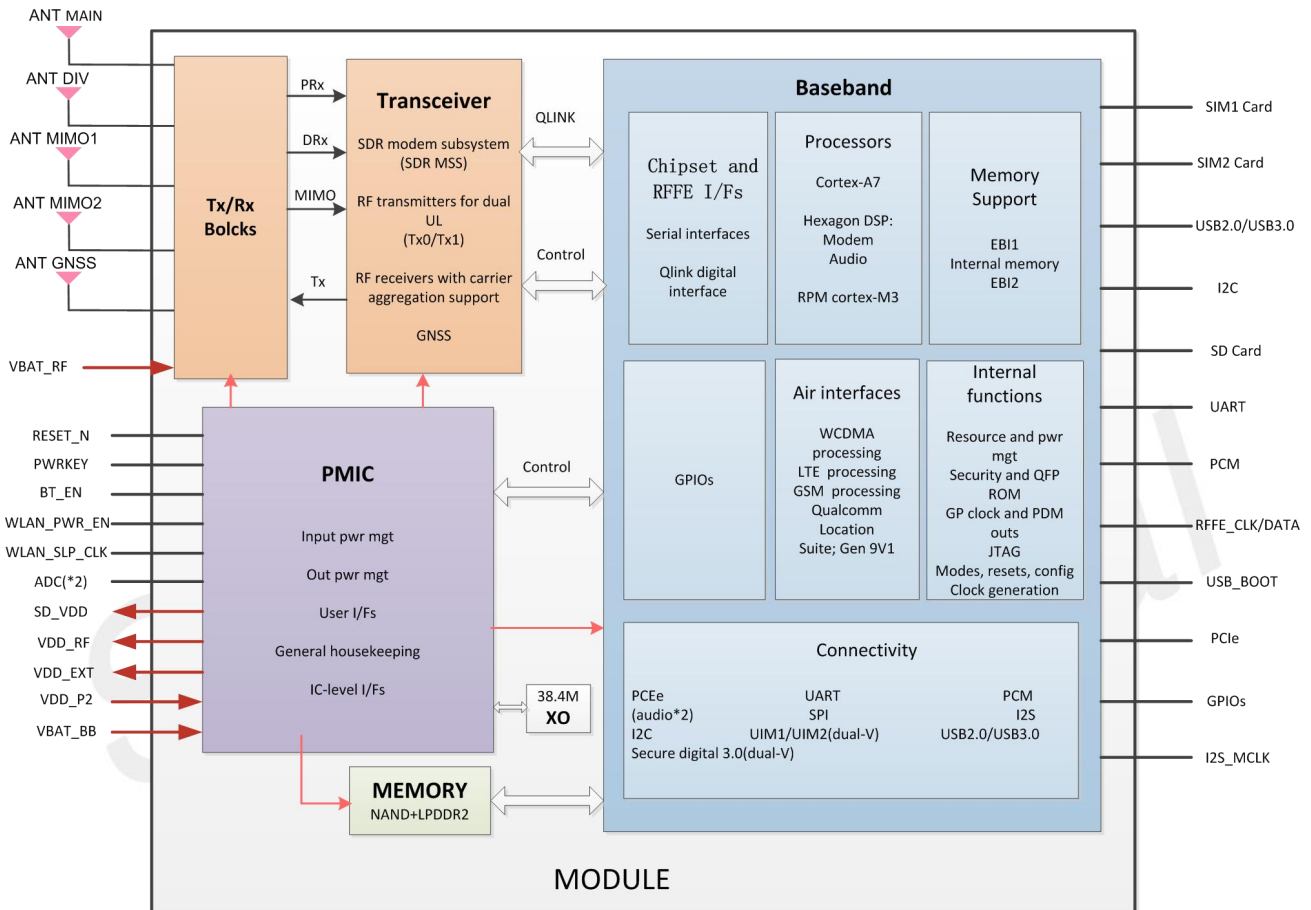 ANT MAIN
ANT DIV
ANT MIMO1
ANT MIMO2
ANT GNSS
VBAT_RF
RESET_N
PWRKEY
BT_EN
WLAN_PWR_EN
WLAN_SLP_CLK
ADC(*2)
SD_VDD
VDD_RF
VDD_EXT
VDD_P2
VBAT_BB
Tx/Rx
Bolcks
PRx
DRx
MIMO
Tx
Transceiver
SDR modem subsystem
(SDR MSS)
RF transmitters for dual
UL
(Tx0/Tx1)
RF receivers with carrier
aggregation support
GNSS
QLINK
Control
PMIC
Input pwr mgt
Out pwr mgt
User I/Fs
General housekeeping
IC-level I/Fs
Control
38.4M
XO
MEMORY
NAND+LPDDR2
Baseband
Chipset and
RFFE I/Fs
Serial interfaces
Qlink digital
interface
Processors
Cortex-A7
Hexagon DSP:
Modem
Audio
RPM cortex-M3
Memory
Support
EBI1
Internal memory
EBI2
GPIOs
Air interfaces
WCDMA
processing
LTE processing
GSM processing
Qualcomm
Location
Suite; Gen 9V1
Internal
functions
Resource and pwr
mgt
Security and QFP
ROM
GP clock and PDM
outs
JTAG
Modes, resets, config
Clock generation
Connectivity
PCEe UART PCM
(audio*2) SPI I2S
I2C UIM1/UIM2(dual-V) USB2.0/USB3.0
Secure digital 3.0(dual-V)
SIM1 Card
SIM2 Card
USB2.0/USB3.0
I2C
SD Card
UART
PCM
RFFE_CLK/DATA
USB_BOOT
PCIe
GPIOs
I2S_MCLK
MODULE